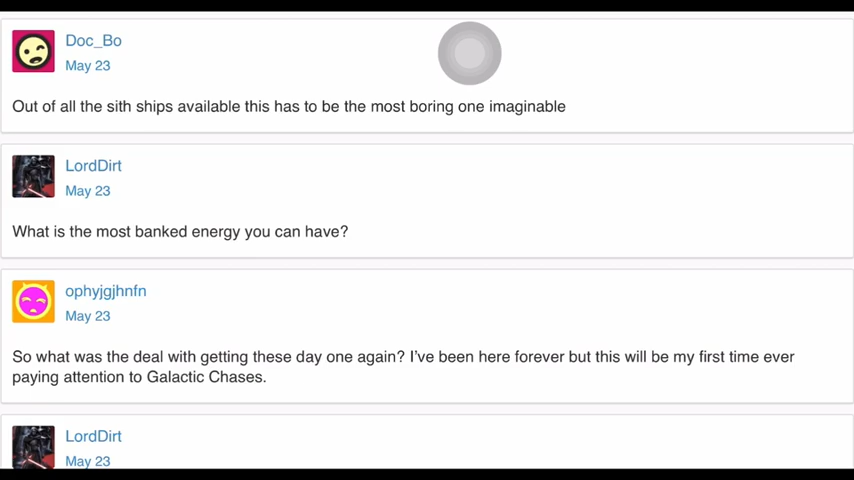 Doc_Bo
May 23
Out of all the sith ships available this has to be the most boring one imaginable
LordDirt
May 23
What is the most banked energy you can have?
ophyjgjhnfn
May 23
So what was the deal with getting these day one again? I’ve been here forever but this will be my first time ever
paying attention to Galactic Chases.
LordDirt
May 23